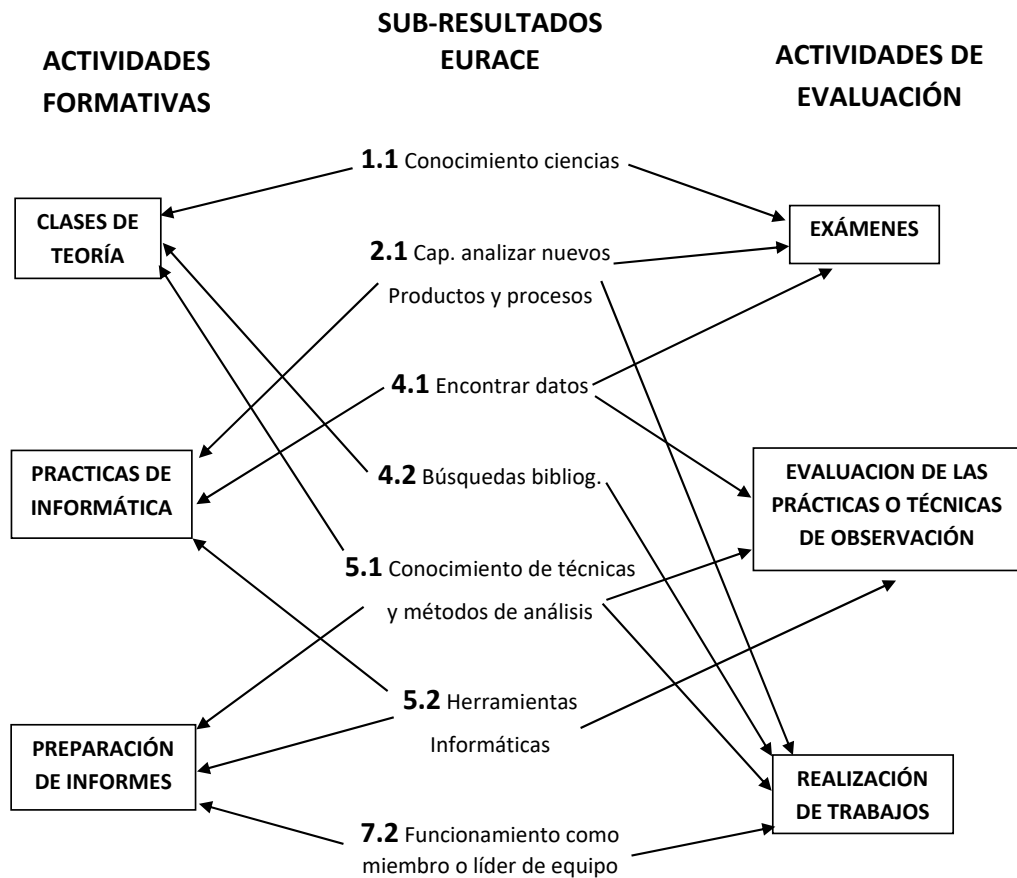 SUB-RESULTADOS
EURACE
ACTIVIDADES
FORMATIVAS
ACTIVIDADES DE
EVALUACIÓN
1.1 Conocimiento ciencias
CLASES DE
TEORÍA
EXÁMENES
2.1 Cap. analizar nuevos
Productos y procesos
4.1 Encontrar datos
PRACTICAS DE
INFORMÁTICA
4.2 Búsquedas bibliog.
EVALUACION DE LAS
PRÁCTICAS O TÉCNICAS
DE OBSERVACIÓN
5.1 Conocimiento de técnicas
y métodos de análisis
5.2 Herramientas
Informáticas
PREPARACIÓN
DE INFORMES
REALIZACIÓN
DE TRABAJOS
7.2 Funcionamiento como
miembro o líder de equipo